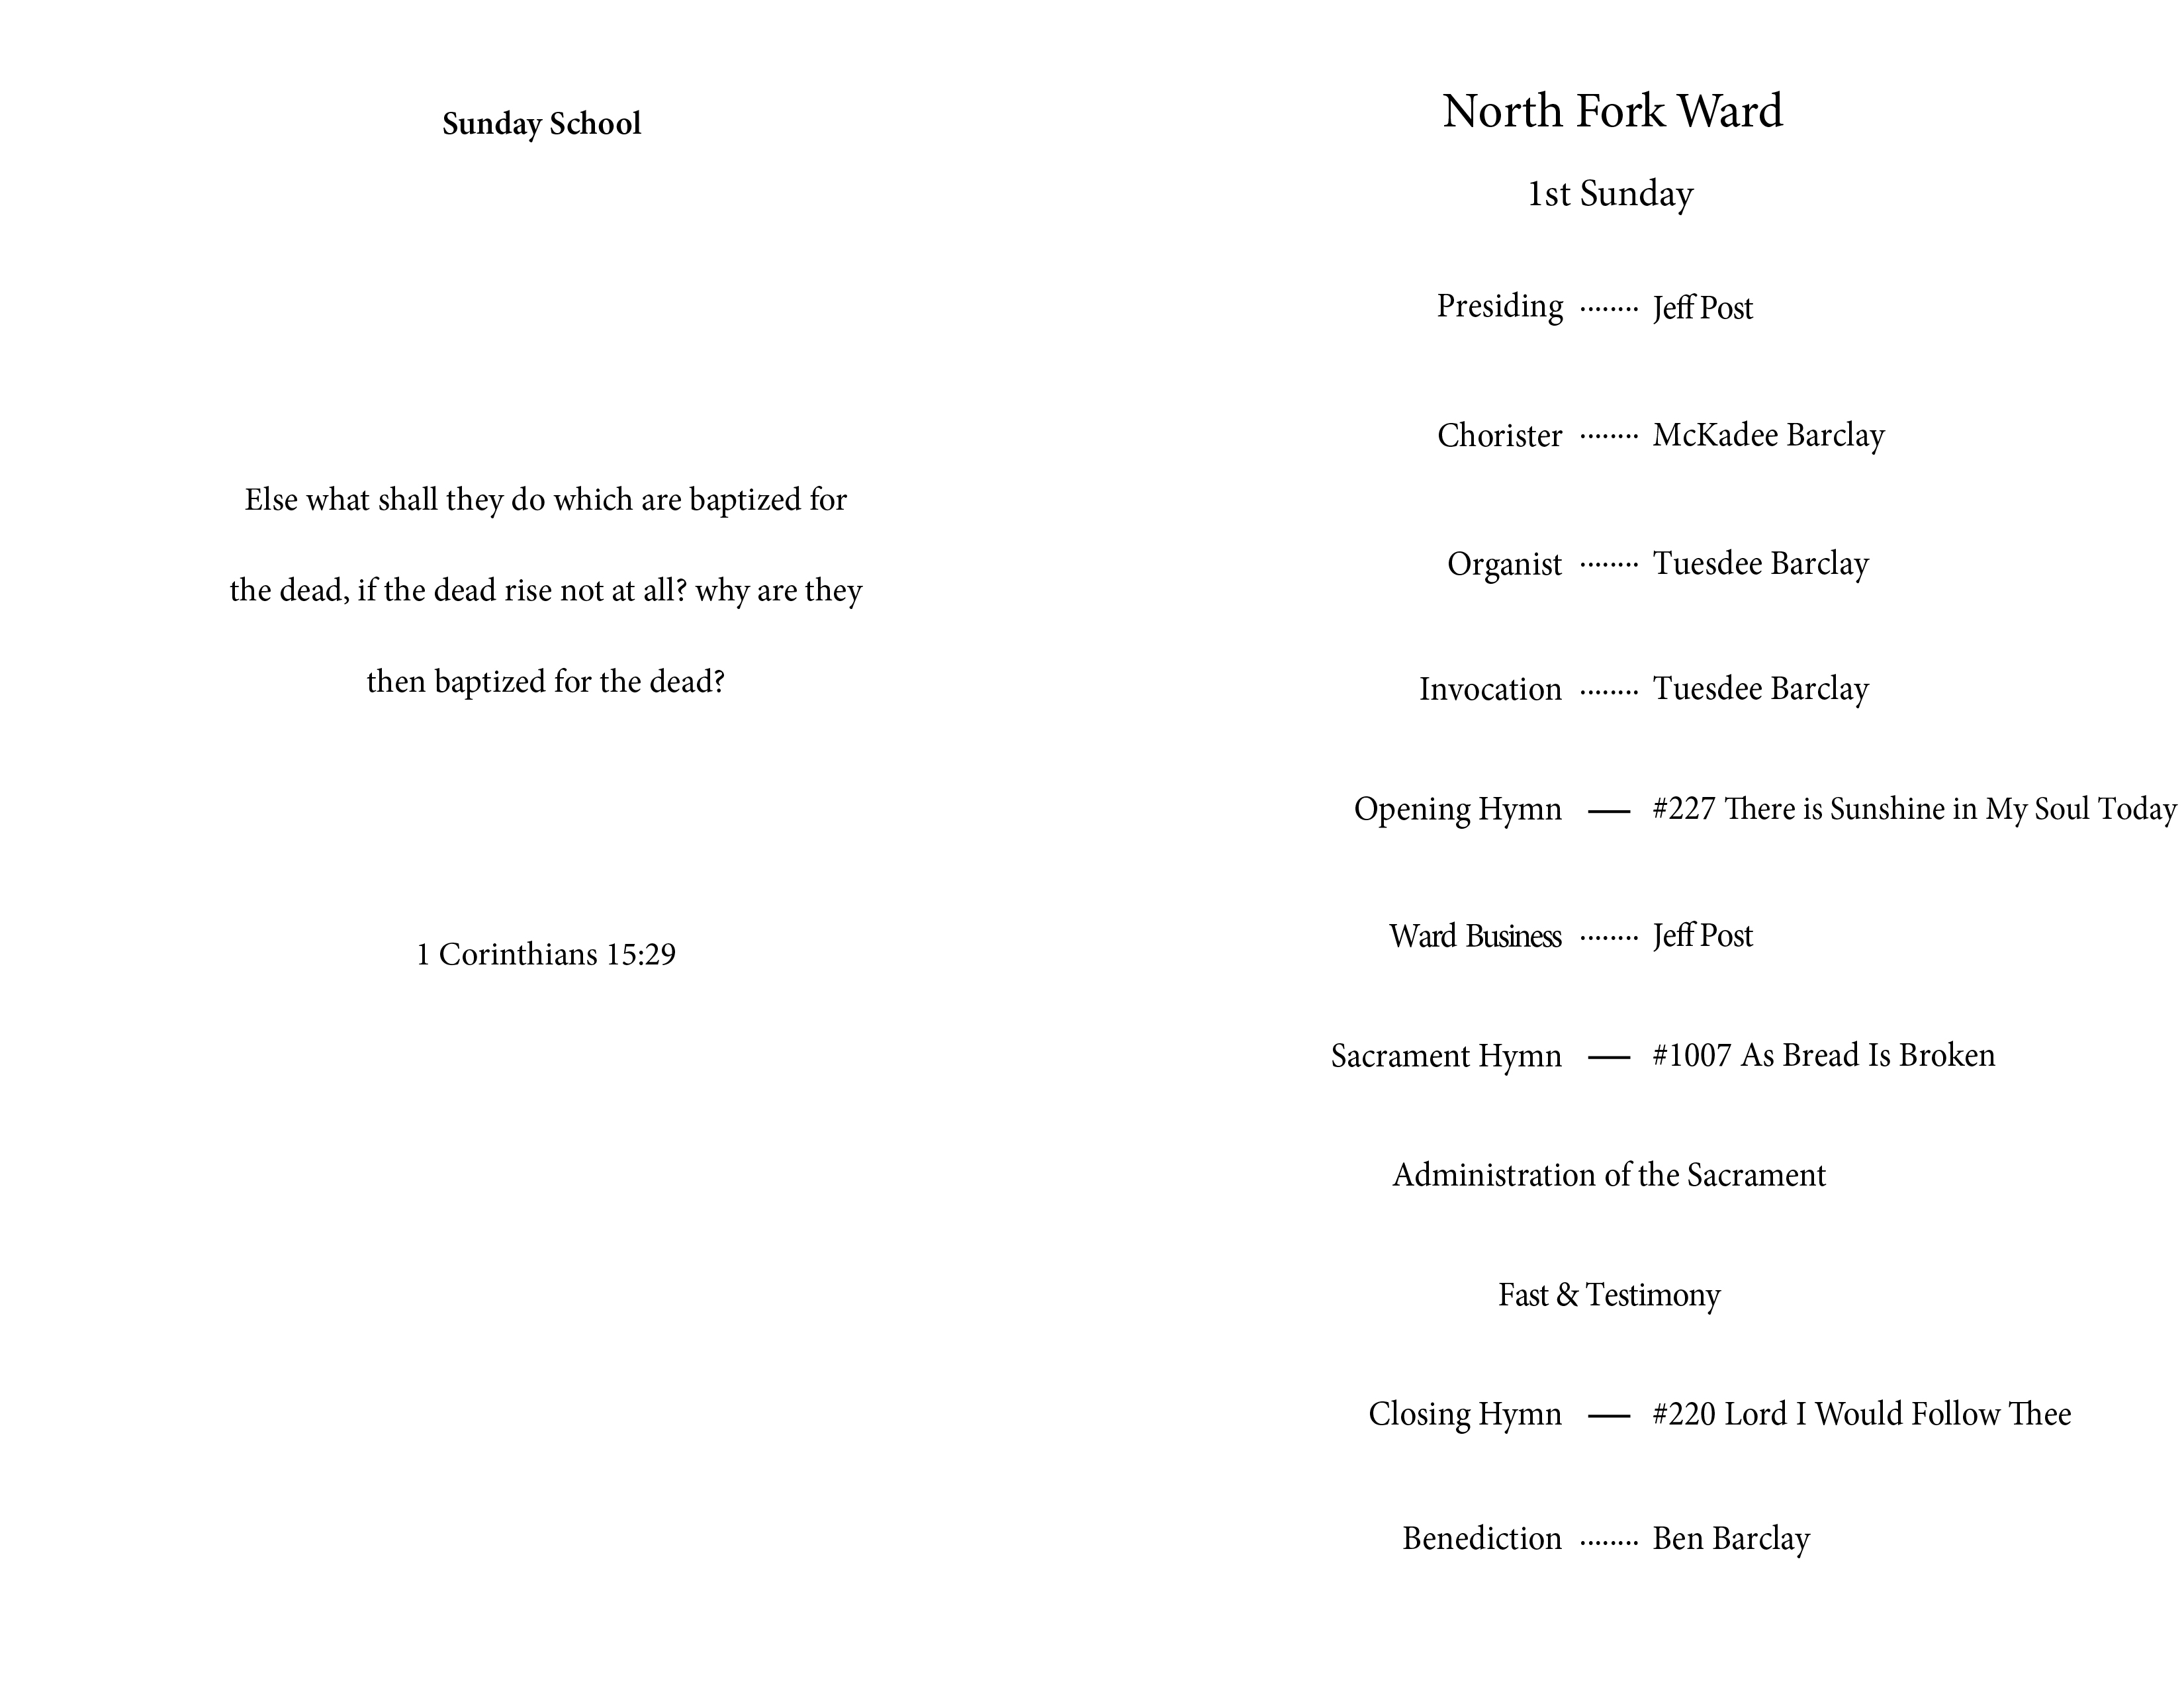 Sunday School
Else what shall they do which are baptized for
the dead, if the dead rise not at all? why are they
then baptized for the dead?
1 Corinthians 15:29
North Fork Ward
1st Sunday
Presiding ........ Jeff Post
Chorister ........ McKadee Barclay
Organist ........ Tuesdee Barclay
Invocation ........ Tuesdee Barclay
Opening Hymn — #227 There is Sunshine in My Soul Today
Ward Business ........ Jeff Post
Sacrament Hymn — #1007 As Bread Is Broken
Administration of the Sacrament
Fast & Testimony
Closing Hymn — #220 Lord I Would Follow Thee
Benediction ........ Ben Barclay